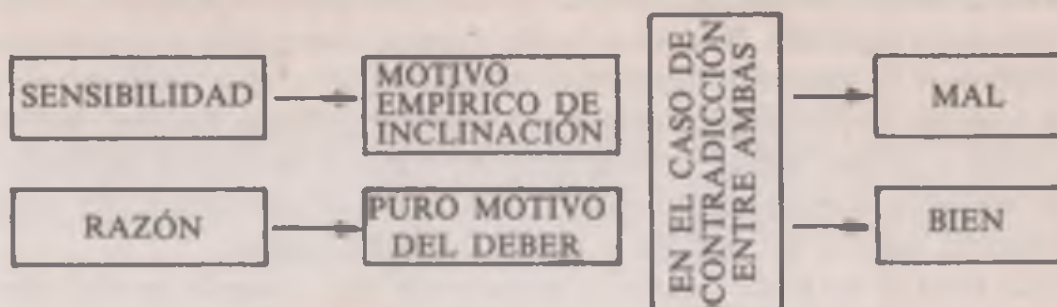 SENSIBILIDAD
MOTIVO
EMPÍRICO DE
INCLINACIÓN
EN EL CASO DE
CONTRADICCIÓN
ENTRE AMBAS
MAL
RAZÓN
PURO MOTIVO
DEL DEBER
BIEN